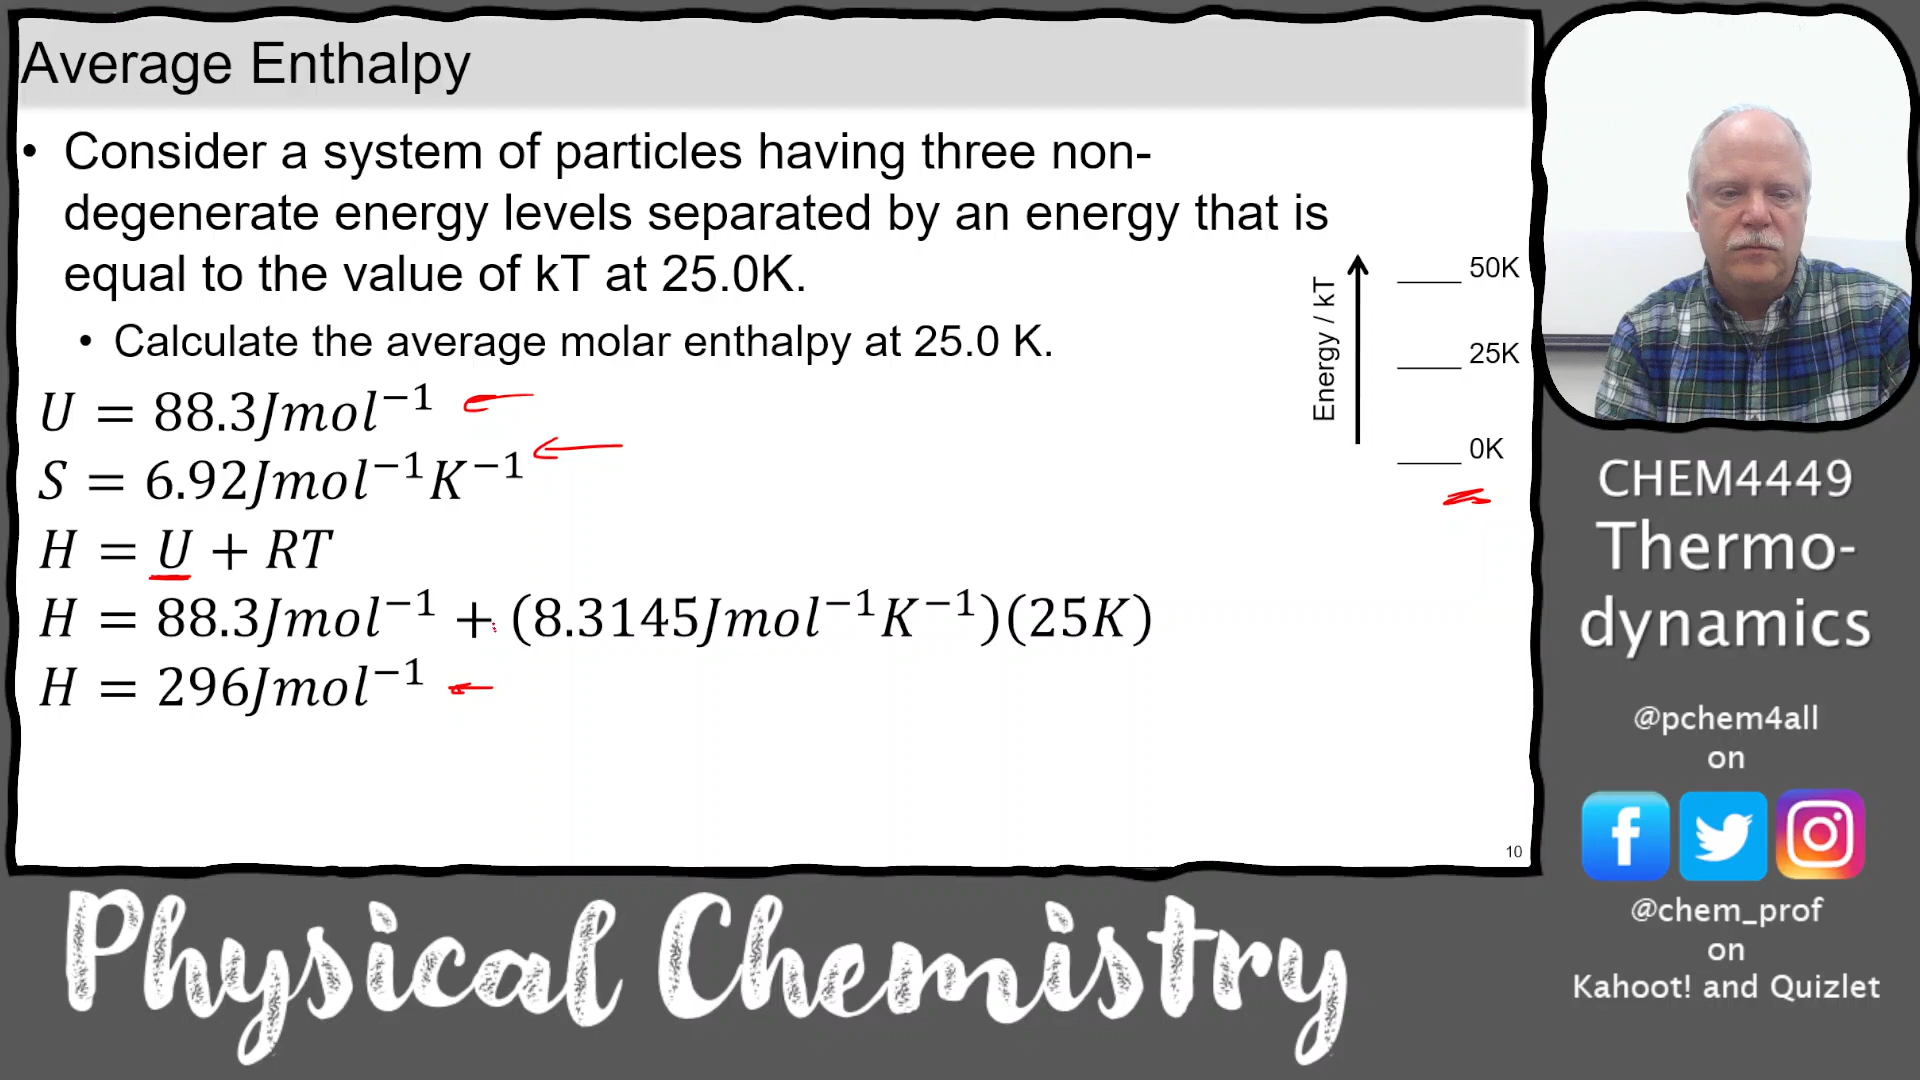 Average Enthalpy
• Consider a system of particles having three non-
degenerate energy levels separated by an energy that is
equal to the value of kT at 25.0K.
• Calculate the average molar enthalpy at 25.0 K.
U = 88.3Jmol⁻¹
S = 6.92Jmol⁻¹K⁻¹
H = U + RT
H = 88.3Jmol⁻¹ + (8.3145Jmol⁻¹K⁻¹)(25K)
H = 296Jmol⁻¹
Energy / kT
50K
25K
0K
10
CHEM4449
Thermo-
dynamics
@pchem4all
on
@chem_prof
on
Kahoot! and Quizlet
Physical Chemistry